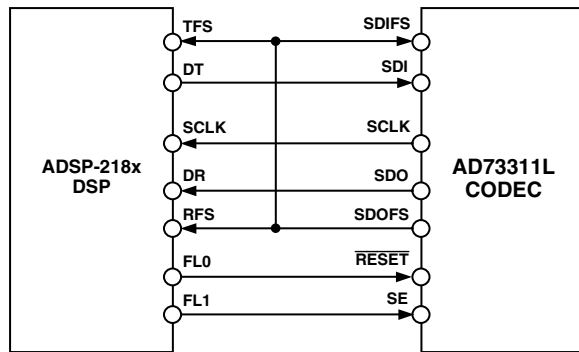 TFS SDIFS
DT SDI
SCLK SCLK
ADSP-218x
DSP
AD73311L
CODEC
DR SDO
RFS SDOFS
FL0 RESET
FL1 SE